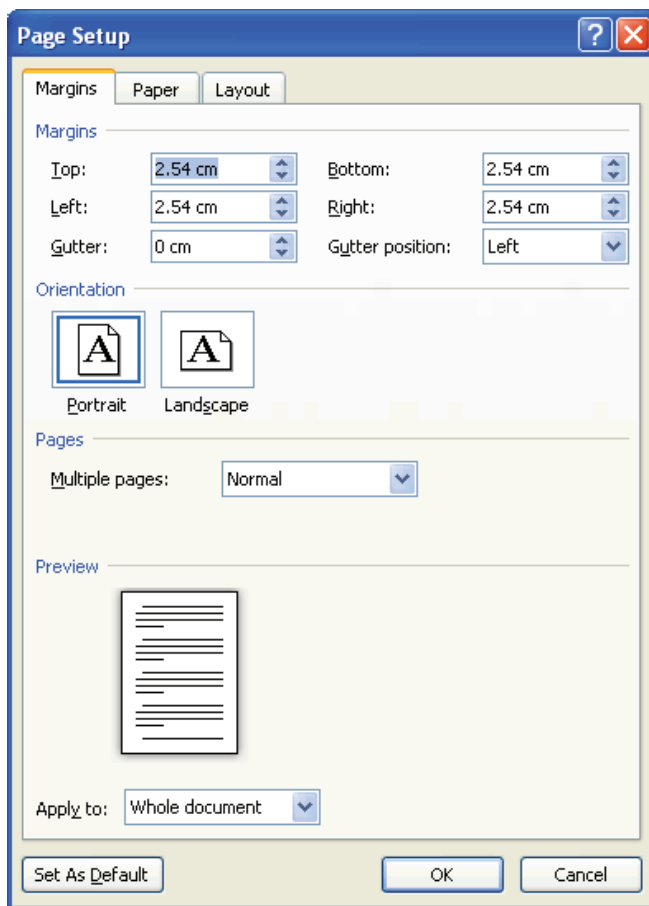 Page Setup
Margins Paper Layout
Margins
Top: 2.54 cm Bottom: 2.54 cm
Left: 2.54 cm Right: 2.54 cm
Gutter: 0 cm Gutter position: Left
Orientation
A A
Portrait Landscape
Pages
Multiple pages: Normal
Preview
Apply to: Whole document
Set As Default OK Cancel